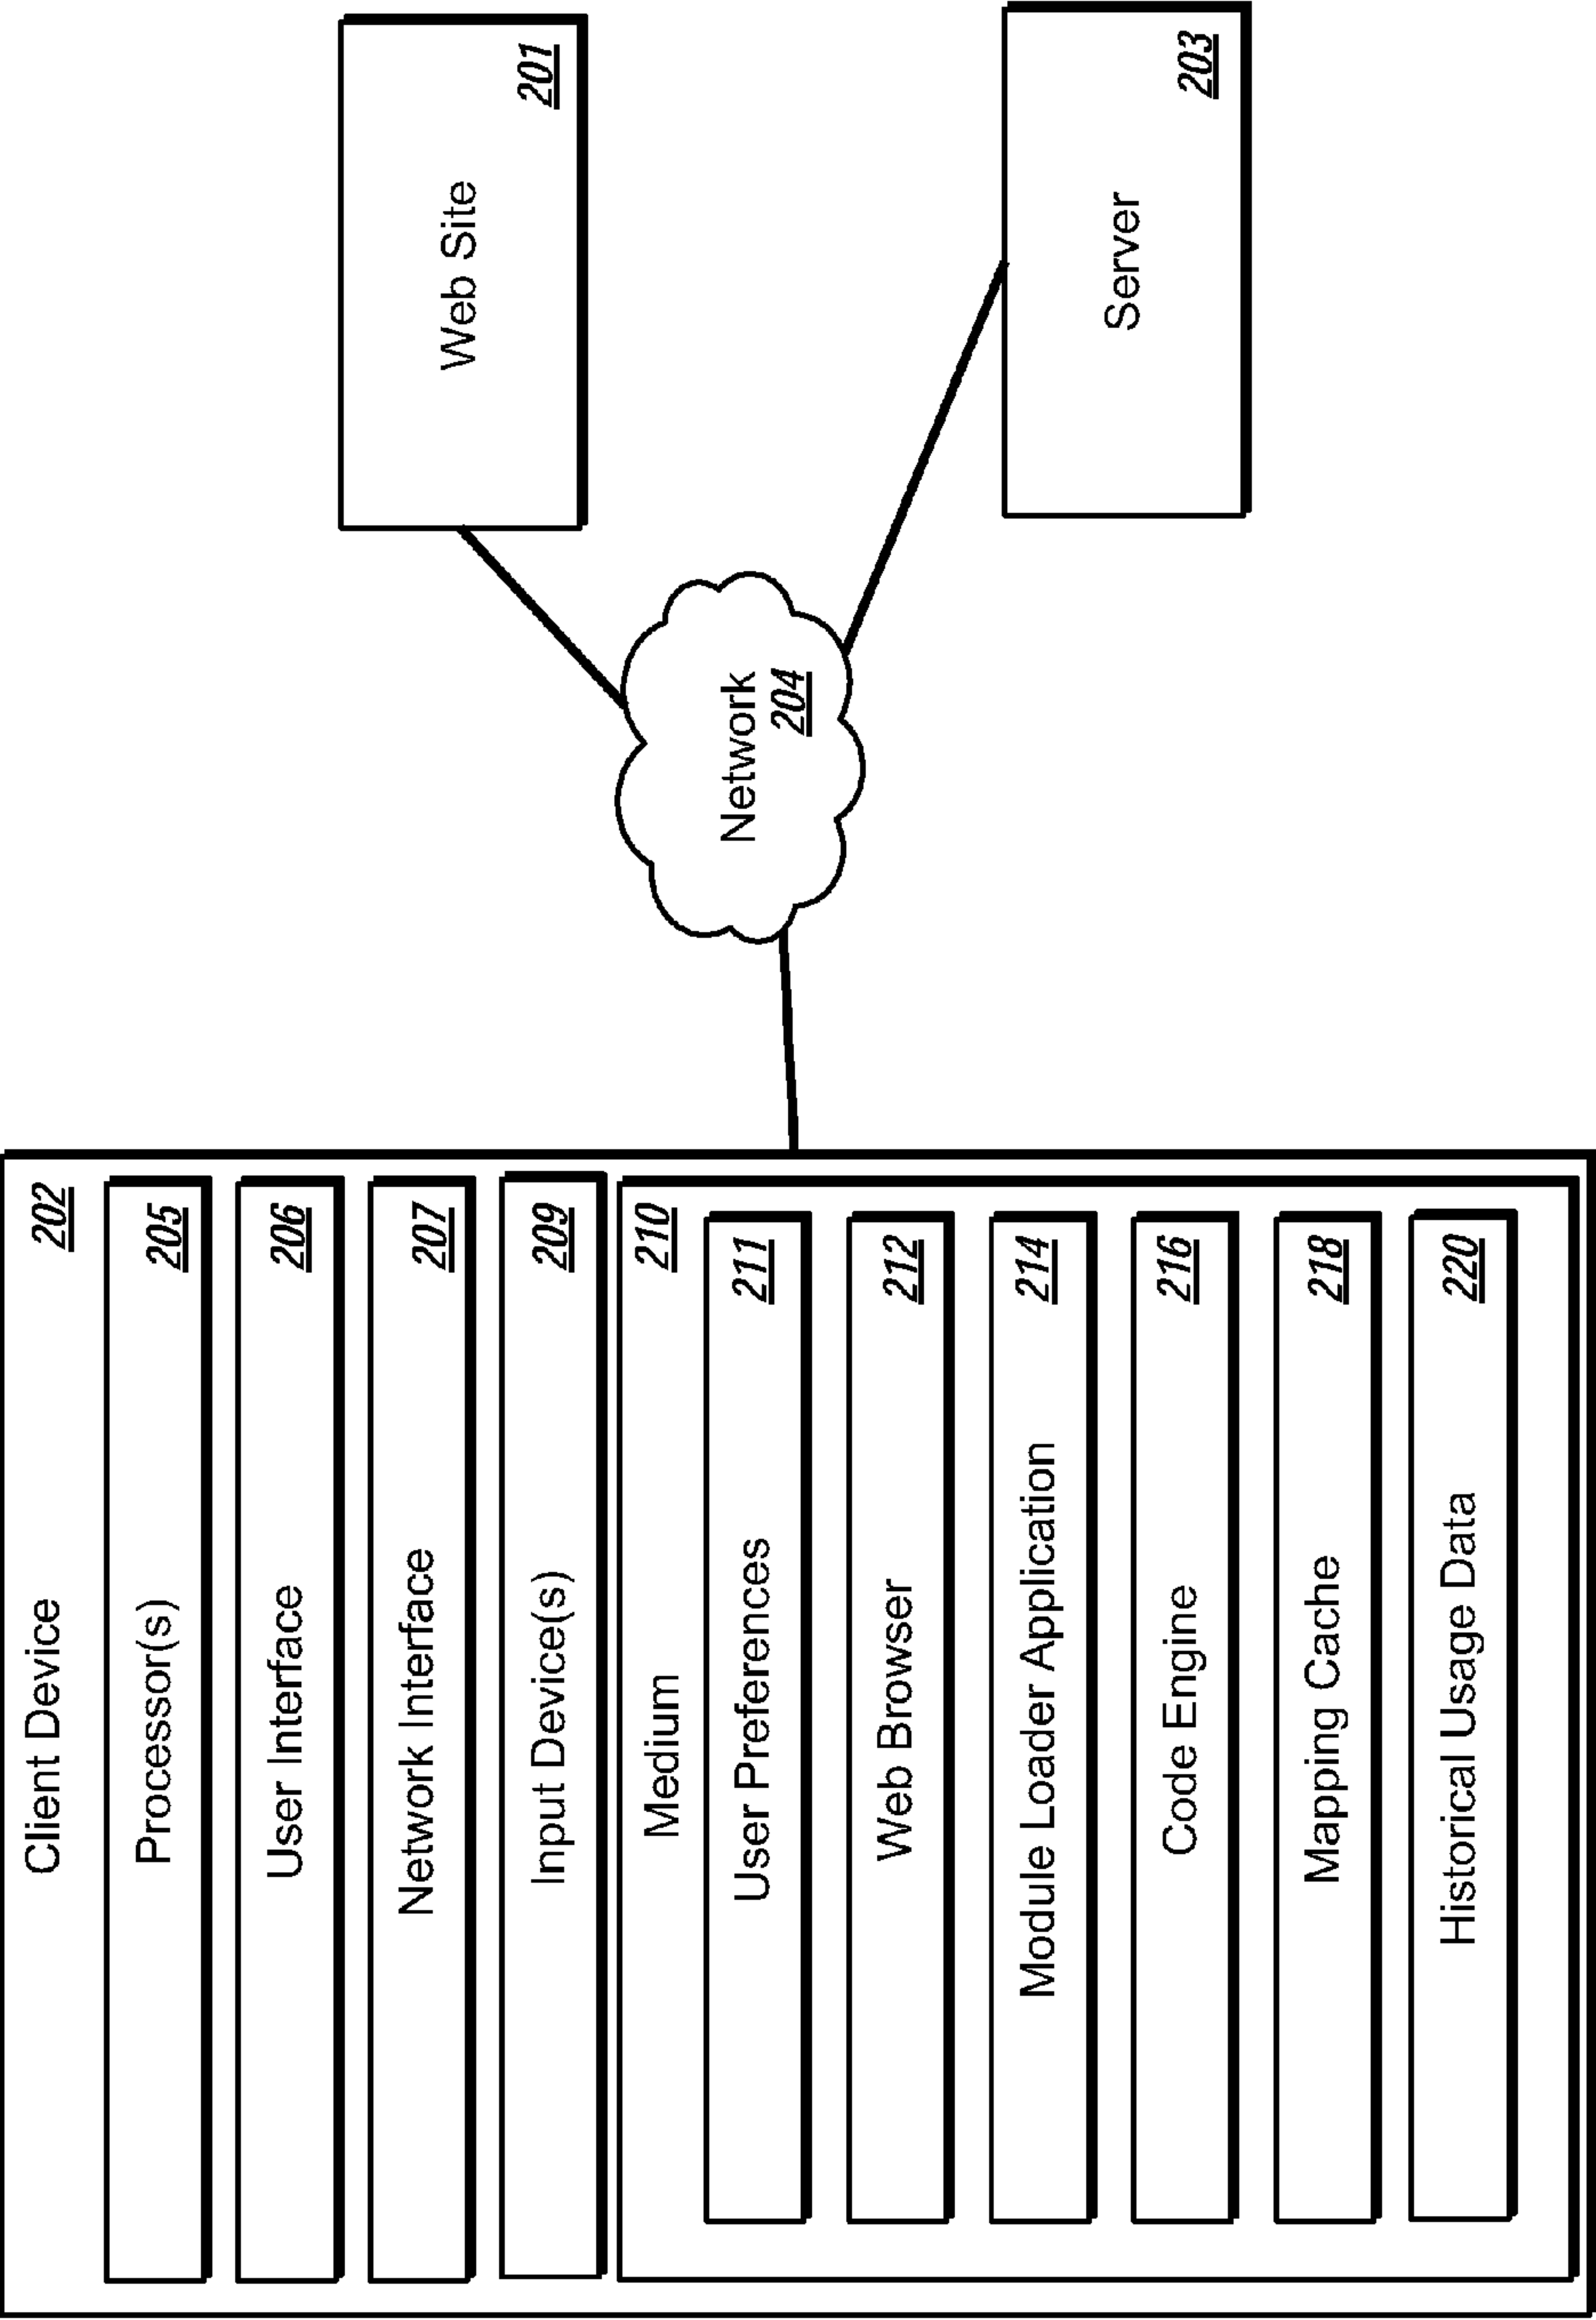 Client Device
202
Processor(s)
205
User Interface
206
Network Interface
207
Input Device(s)
209
Medium
210
User Preferences
211
Web Browser
212
Module Loader Application
214
Code Engine
216
Mapping Cache
218
Historical Usage Data
220
Network
204
Web Site
201
Server
203